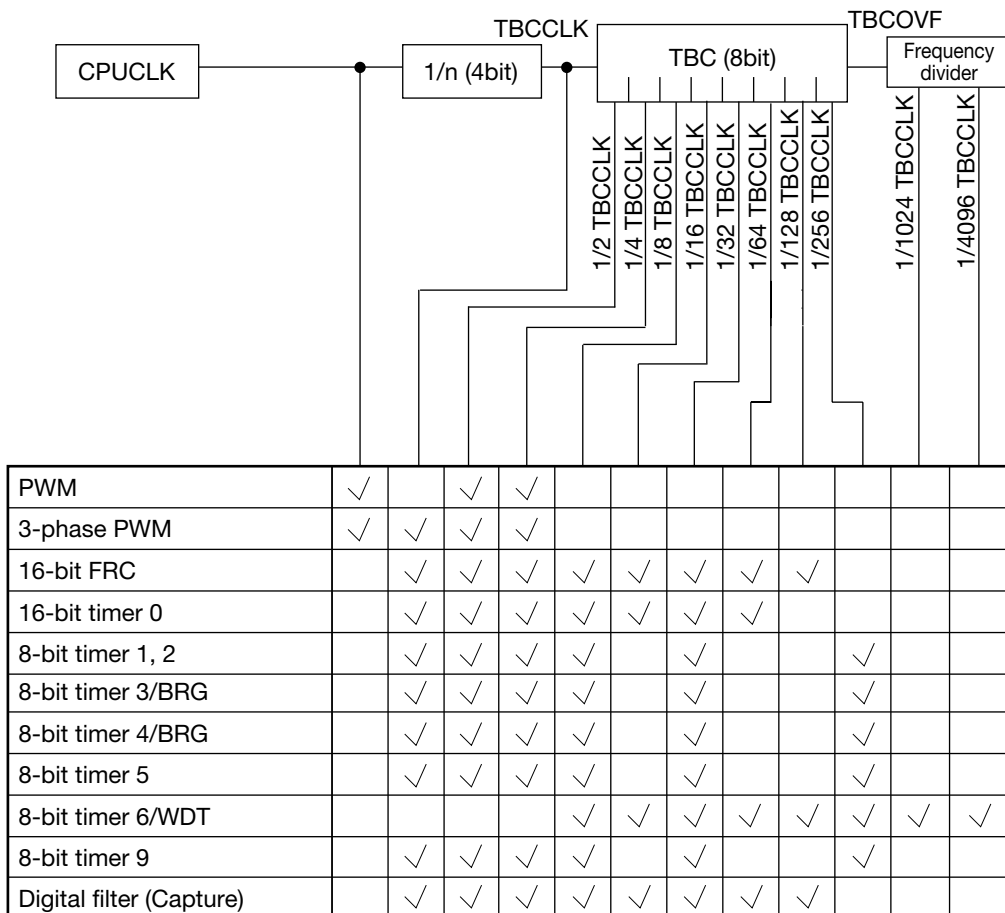 TBCCLK
TBCOVF
CPUCLK
1/n (4bit)
TBC (8bit)
Frequency
divider
1/2 TBCCLK
1/4 TBCCLK
1/8 TBCCLK
1/16 TBCCLK
1/32 TBCCLK
1/64 TBCCLK
1/128 TBCCLK
1/256 TBCCLK
1/1024 TBCCLK
1/4096 TBCCLK
PWM ✓ ✓ ✓
3-phase PWM ✓ ✓ ✓ ✓
16-bit FRC ✓ ✓ ✓ ✓ ✓ ✓ ✓ ✓
16-bit timer 0 ✓ ✓ ✓ ✓ ✓ ✓ ✓
8-bit timer 1, 2 ✓ ✓ ✓ ✓ ✓ ✓
8-bit timer 3/BRG ✓ ✓ ✓ ✓ ✓ ✓
8-bit timer 4/BRG ✓ ✓ ✓ ✓ ✓ ✓
8-bit timer 5 ✓ ✓ ✓ ✓ ✓ ✓
8-bit timer 6/WDT ✓ ✓ ✓ ✓ ✓ ✓ ✓ ✓
8-bit timer 9 ✓ ✓ ✓ ✓ ✓ ✓
Digital filter (Capture) ✓ ✓ ✓ ✓ ✓ ✓ ✓ ✓